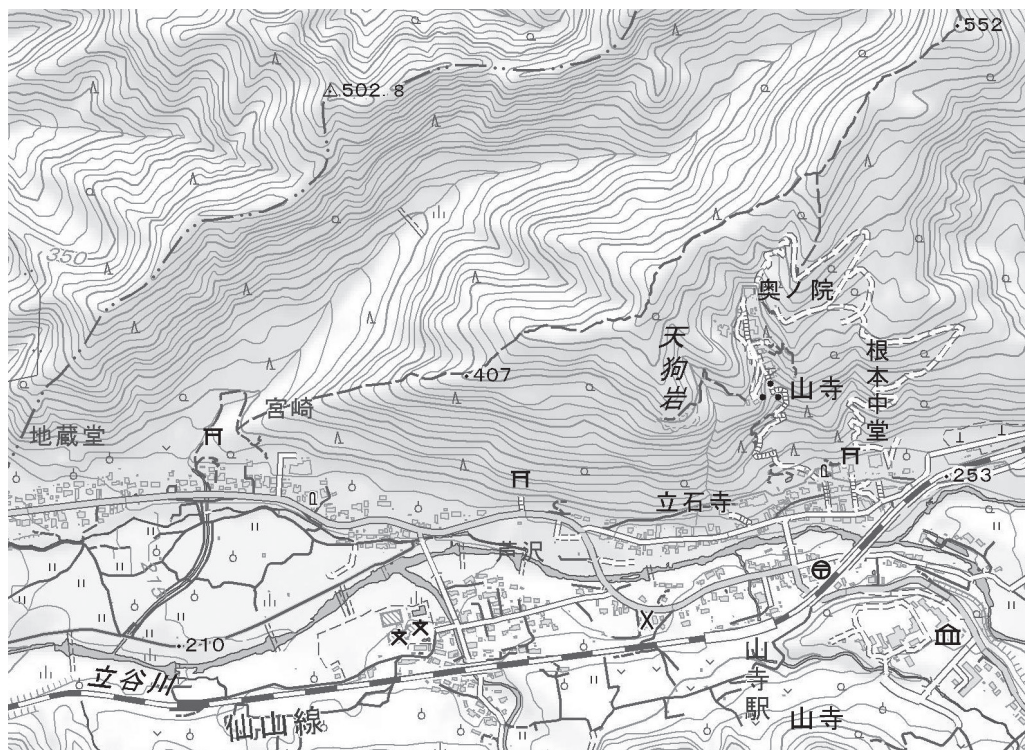 552
502.8
350
奥ノ院
天狗岩
根本中堂
407
山寺
宮崎
地蔵堂
253
立石寺
芦沢
210
立谷川
山寺駅
仙山線
山寺